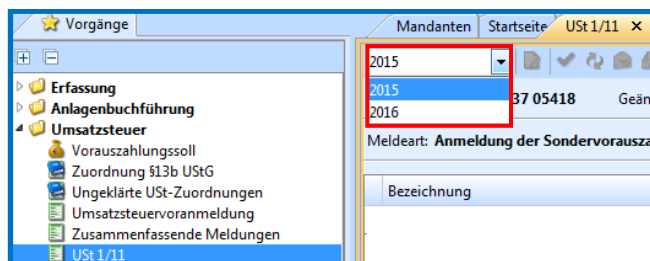 Vorgänge
Erfassung
Anlagenbuchführung
Umsatzsteuer
Vorauszahlungssoll
Zuordnung §13b UStG
Ungeklärte USt-Zuordnungen
Umsatzsteuervoranmeldung
Zusammenfassende Meldungen
USt 1/11
Mandanten Startseite USt 1/11
2015
2015
2016
37 05418 Geän
Meldeart: Anmeldung der Sondervorausza
Bezeichnung